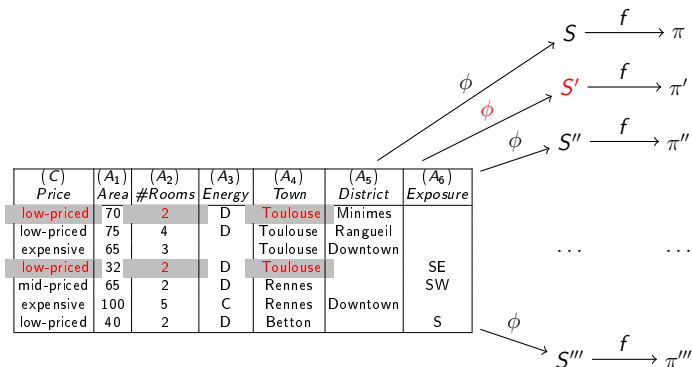 S f π
ϕ
S′ f π′
ϕ
S″ f π″
ϕ
(C) (A₁) (A₂) (A₃) (A₄) (A₅) (A₆)
Price Area #Rooms Energy Town District Exposure
low-priced 70 2 D Toulouse Minimes
low-priced 75 4 D Toulouse Rangueil
expensive 65 3 Toulouse Downtown
... ...
low-priced 32 2 D Toulouse SE
mid-priced 65 2 D Rennes SW
expensive 100 5 C Rennes Downtown
low-priced 40 2 D Betton S
ϕ
S‴ f π‴